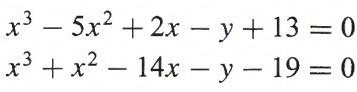 x³ − 5x² + 2x − y + 13 = 0
x³ + x² − 14x − y − 19 = 0